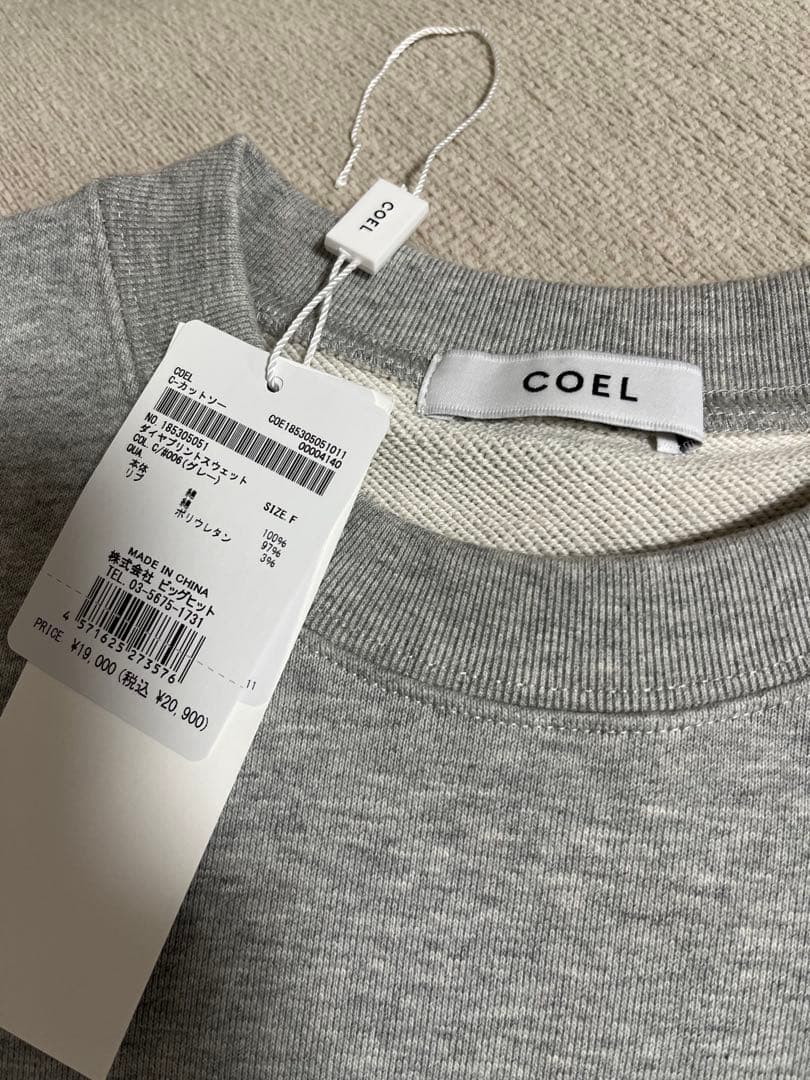 COEL
COEL
COEL
C-カットソー
COE185305051011
00004140
NO. 185305051
ダイヤプリントスウェット
COL. C/#006(グレー)
QUA. SIZE. F
本体 綿 100%
リブ 綿 97%
ポリウレタン 3%
MADE IN CHINA
株式会社 ビッグヒット
TEL. 03-5675-1731
4 571625 273576
11
PRICE ¥19,000(税込 ¥20,900)